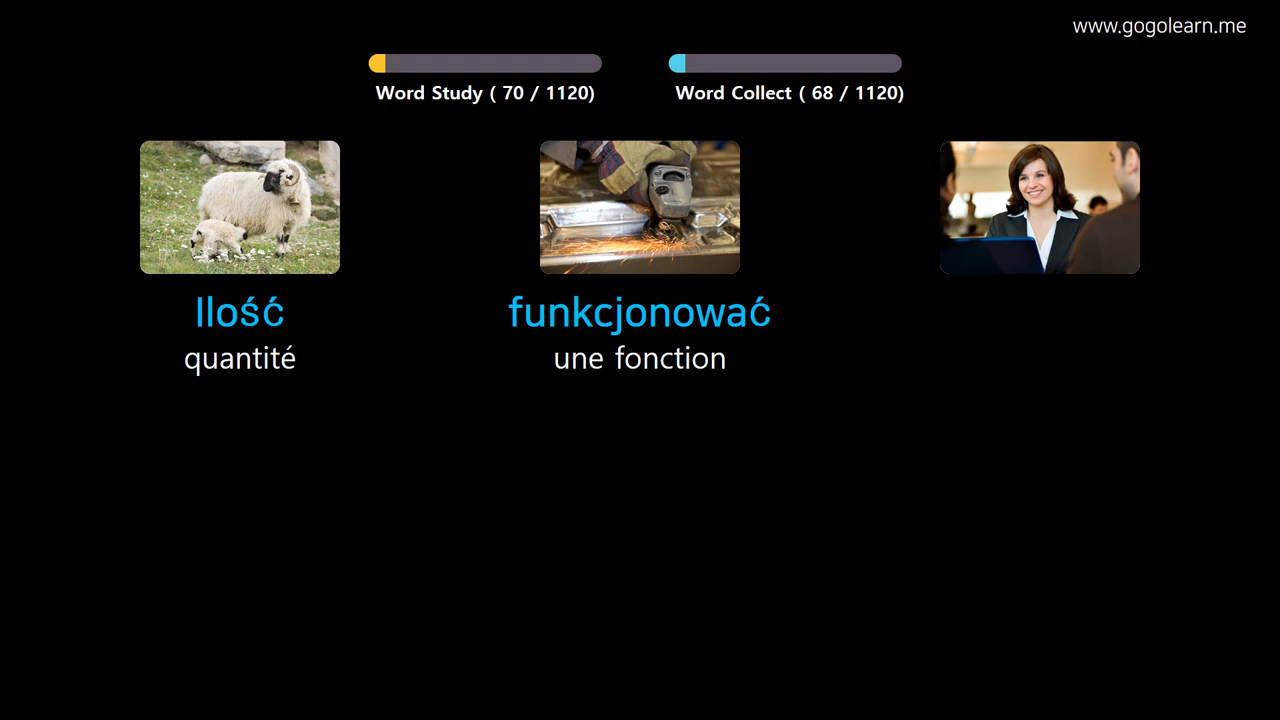 www.gogolearn.me
Word Study ( 70 / 1120)
Word Collect ( 68 / 1120)
Ilość
funkcjonować
quantité
une fonction